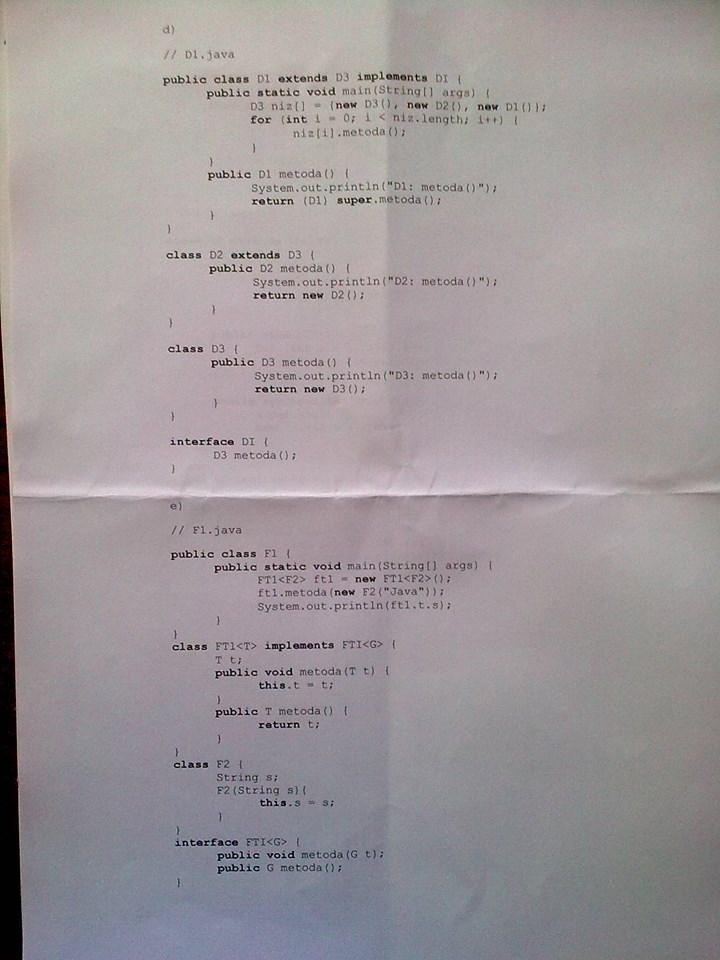 d)
// D1.java
public class D1 extends D3 implements DI {
public static void main(String[] args) {
D3 niz[] = {new D3(), new D2(), new D1()};
for (int i = 0; i < niz.length; i++) {
niz[i].metoda();
}
}
public D1 metoda() {
System.out.println("D1: metoda()");
return (D1) super.metoda();
}
}
class D2 extends D3 {
public D2 metoda() {
System.out.println("D2: metoda()");
return new D2();
}
}
class D3 {
public D3 metoda() {
System.out.println("D3: metoda()");
return new D3();
}
}
interface DI {
D3 metoda();
}
e)
// F1.java
public class F1 {
public static void main(String[] args) {
FT1<F2> ft1 = new FT1<F2>();
ft1.metoda(new F2("Java"));
System.out.println(ft1.t.s);
}
}
class FT1<T> implements FTI<G> {
T t;
public void metoda(T t) {
this.t = t;
}
public T metoda() {
return t;
}
}
class F2 {
String s;
F2(String s){
this.s = s;
}
}
interface FTI<G> {
public void metoda(G t);
public G metoda();
}